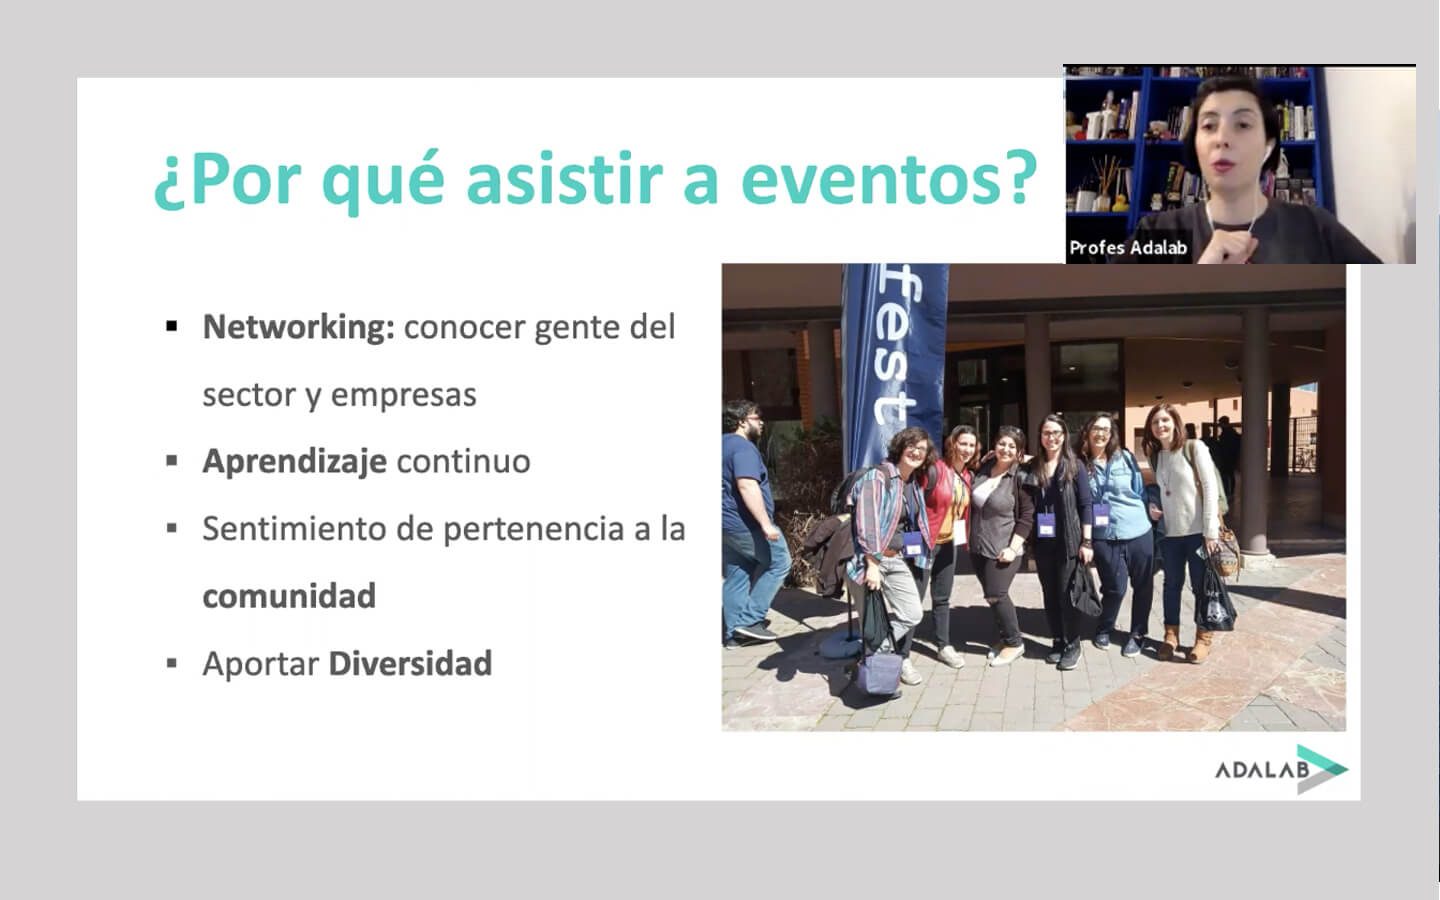 ¿Por qué asistir a eventos?
Profes Adalab
Networking: conocer gente del
sector y empresas
Aprendizaje continuo
Sentimiento de pertenencia a la
comunidad
Aportar Diversidad
fest
ADALAB